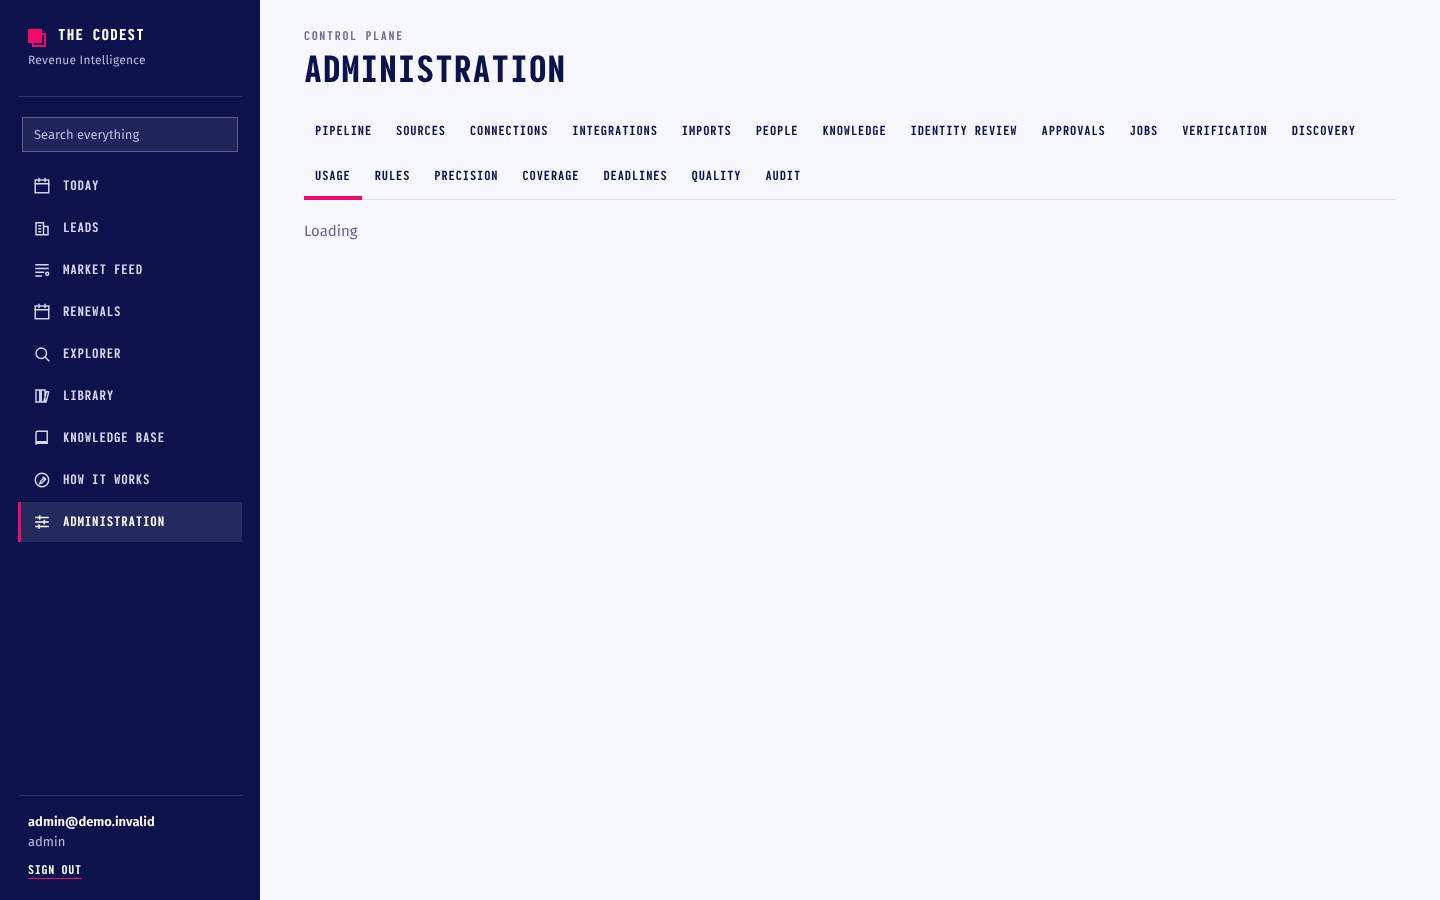 THE CODEST
Revenue Intelligence
Search everything
TODAY
LEADS
MARKET FEED
RENEWALS
EXPLORER
LIBRARY
KNOWLEDGE BASE
HOW IT WORKS
ADMINISTRATION
admin@demo.invalid
admin
SIGN OUT
CONTROL PLANE
ADMINISTRATION
PIPELINE SOURCES CONNECTIONS INTEGRATIONS IMPORTS PEOPLE KNOWLEDGE IDENTITY REVIEW APPROVALS JOBS VERIFICATION DISCOVERY
USAGE RULES PRECISION COVERAGE DEADLINES QUALITY AUDIT
Loading